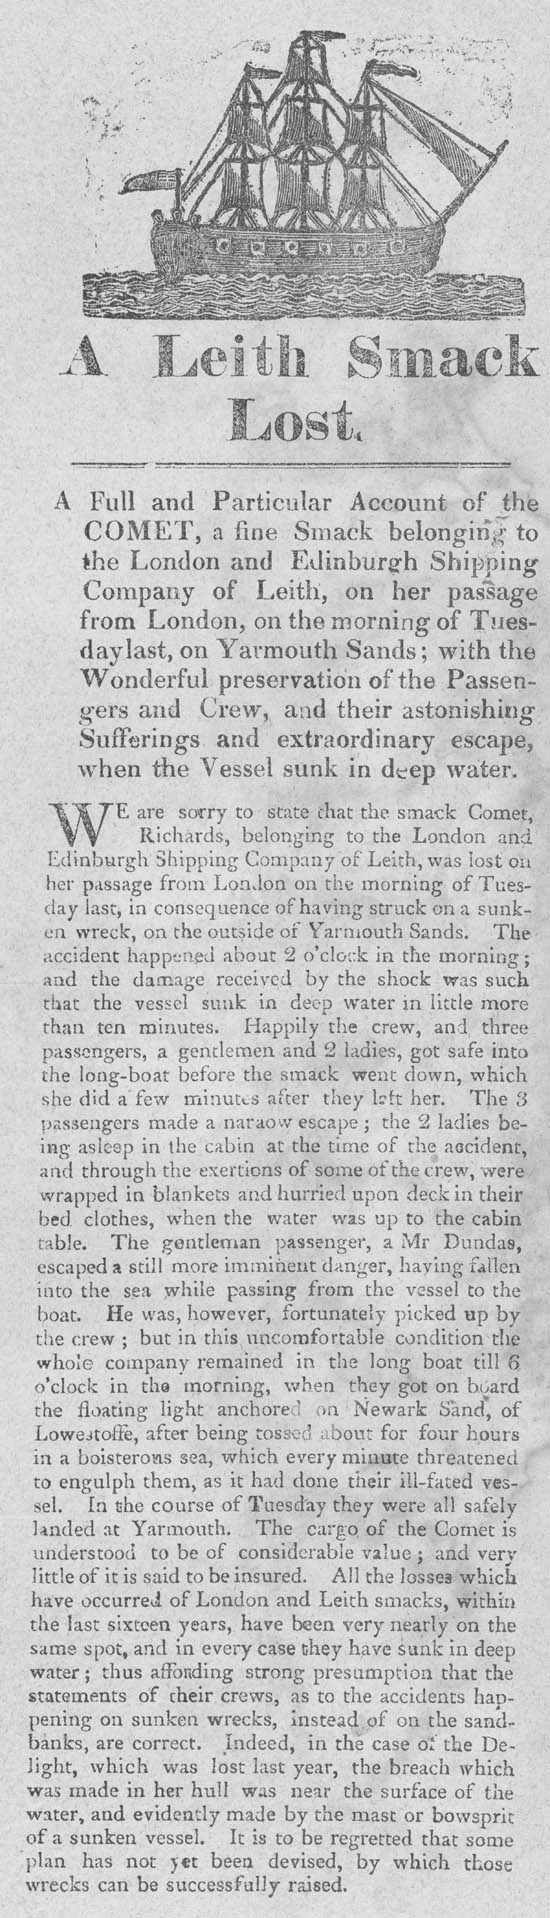 A Leith Smack
Lost.
A Full and Particular Account of the
COMET, a fine Smack belonging to
the London and Edinburgh Shipping
Company of Leith, on her passage
from London, on the morning of Tues-
day last, on Yarmouth Sands; with the
Wonderful preservation of the Passen-
gers and Crew, and their astonishing
Sufferings and extraordinary escape,
when the Vessel sunk in deep water.
WE are sorry to state that the smack Comet,
Richards, belonging to the London and
Edinburgh Shipping Company of Leith, was lost on
her passage from London on the morning of Tues-
day last, in consequence of having struck on a sunk-
en wreck, on the outside of Yarmouth Sands. The
accident happened about 2 o'clock in the morning;
and the damage received by the shock was such
that the vessel sunk in deep water in little more
than ten minutes. Happily the crew, and three
passengers, a gentlemen and 2 ladies, got safe into
the long-boat before the smack went down, which
she did a few minutes after they left her. The 3
passengers made a naraow escape; the 2 ladies be-
ing asleep in the cabin at the time of the accident,
and through the exertions of some of the crew, were
wrapped in blankets and hurried upon deck in their
bed clothes, when the water was up to the cabin
table. The gentleman passenger, a Mr Dundas,
escaped a still more imminent danger, having fallen
into the sea while passing from the vessel to the
boat. He was, however, fortunately picked up by
the crew; but in this uncomfortable condition the
whole company remained in the long boat till 6
o'clock in the morning, when they got on board
the floating light anchored on Newark Sand, of
Lowestoffe, after being tossed about for four hours
in a boisterous sea, which every minute threatened
to engulph them, as it had done their ill-fated ves-
sel. In the course of Tuesday they were all safely
landed at Yarmouth. The cargo of the Comet is
understood to be of considerable value; and very
little of it is said to be insured. All the losses which
have occurred of London and Leith smacks, within
the last sixteen years, have been very nearly on the
same spot, and in every case they have sunk in deep
water; thus affonding strong presumption that the
statements of their crews, as to the accidents hap-
pening on sunken wrecks, instead of on the sand-
banks, are correct. Indeed, in the case of the De-
light, which was lost last year, the breach which
was made in her hull was near the surface of the
water, and evidently made by the mast or bowsprit
of a sunken vessel. It is to be regretted that some
plan has not yet been devised, by which those
wrecks can be successfully raised.